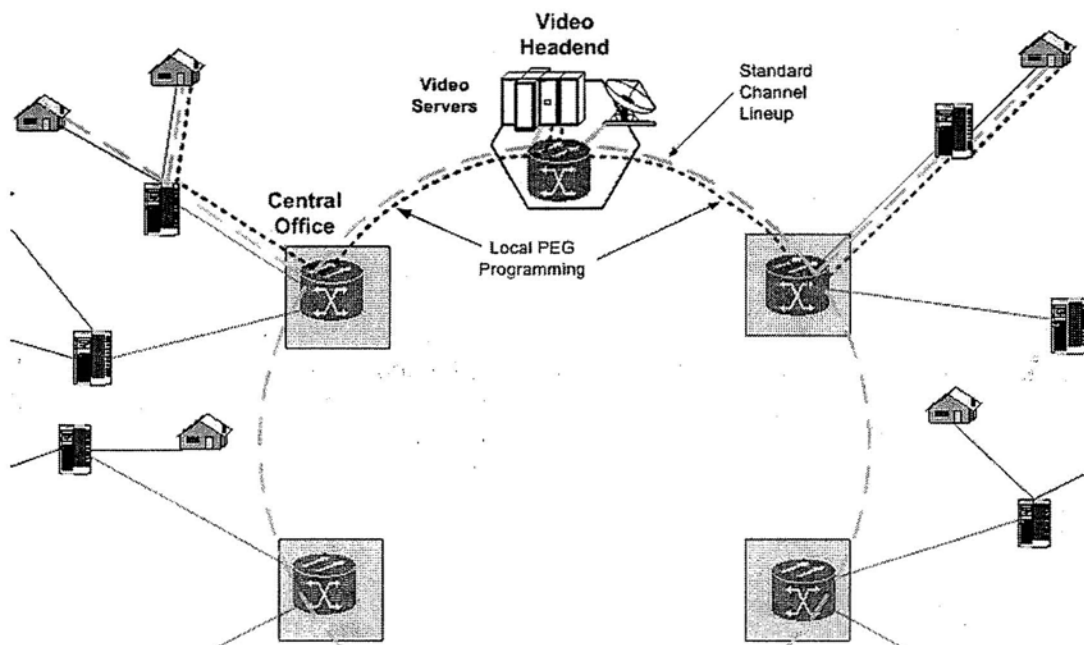 Video
Headend
Video
Servers
Standard
Channel
Lineup
Central
Office
Local PEG
Programming